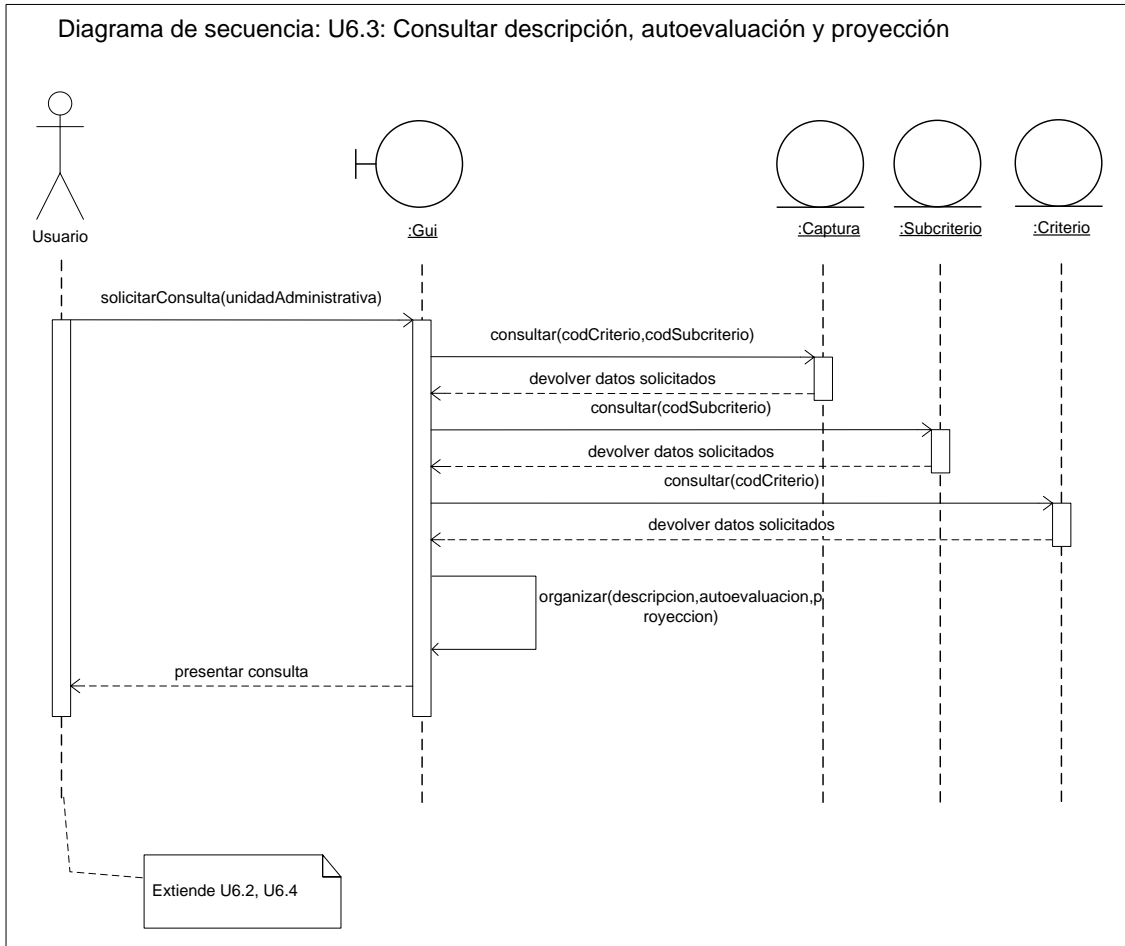 Diagrama de secuencia: U6.3: Consultar descripción, autoevaluación y proyección
Usuario
:Gui
:Captura
:Subcriterio
:Criterio
solicitarConsulta(unidadAdministrativa)
consultar(codCriterio,codSubcriterio)
devolver datos solicitados
consultar(codSubcriterio)
devolver datos solicitados
consultar(codCriterio)
devolver datos solicitados
organizar(descripcion,autoevaluacion,p
royeccion)
presentar consulta
Extiende U6.2, U6.4